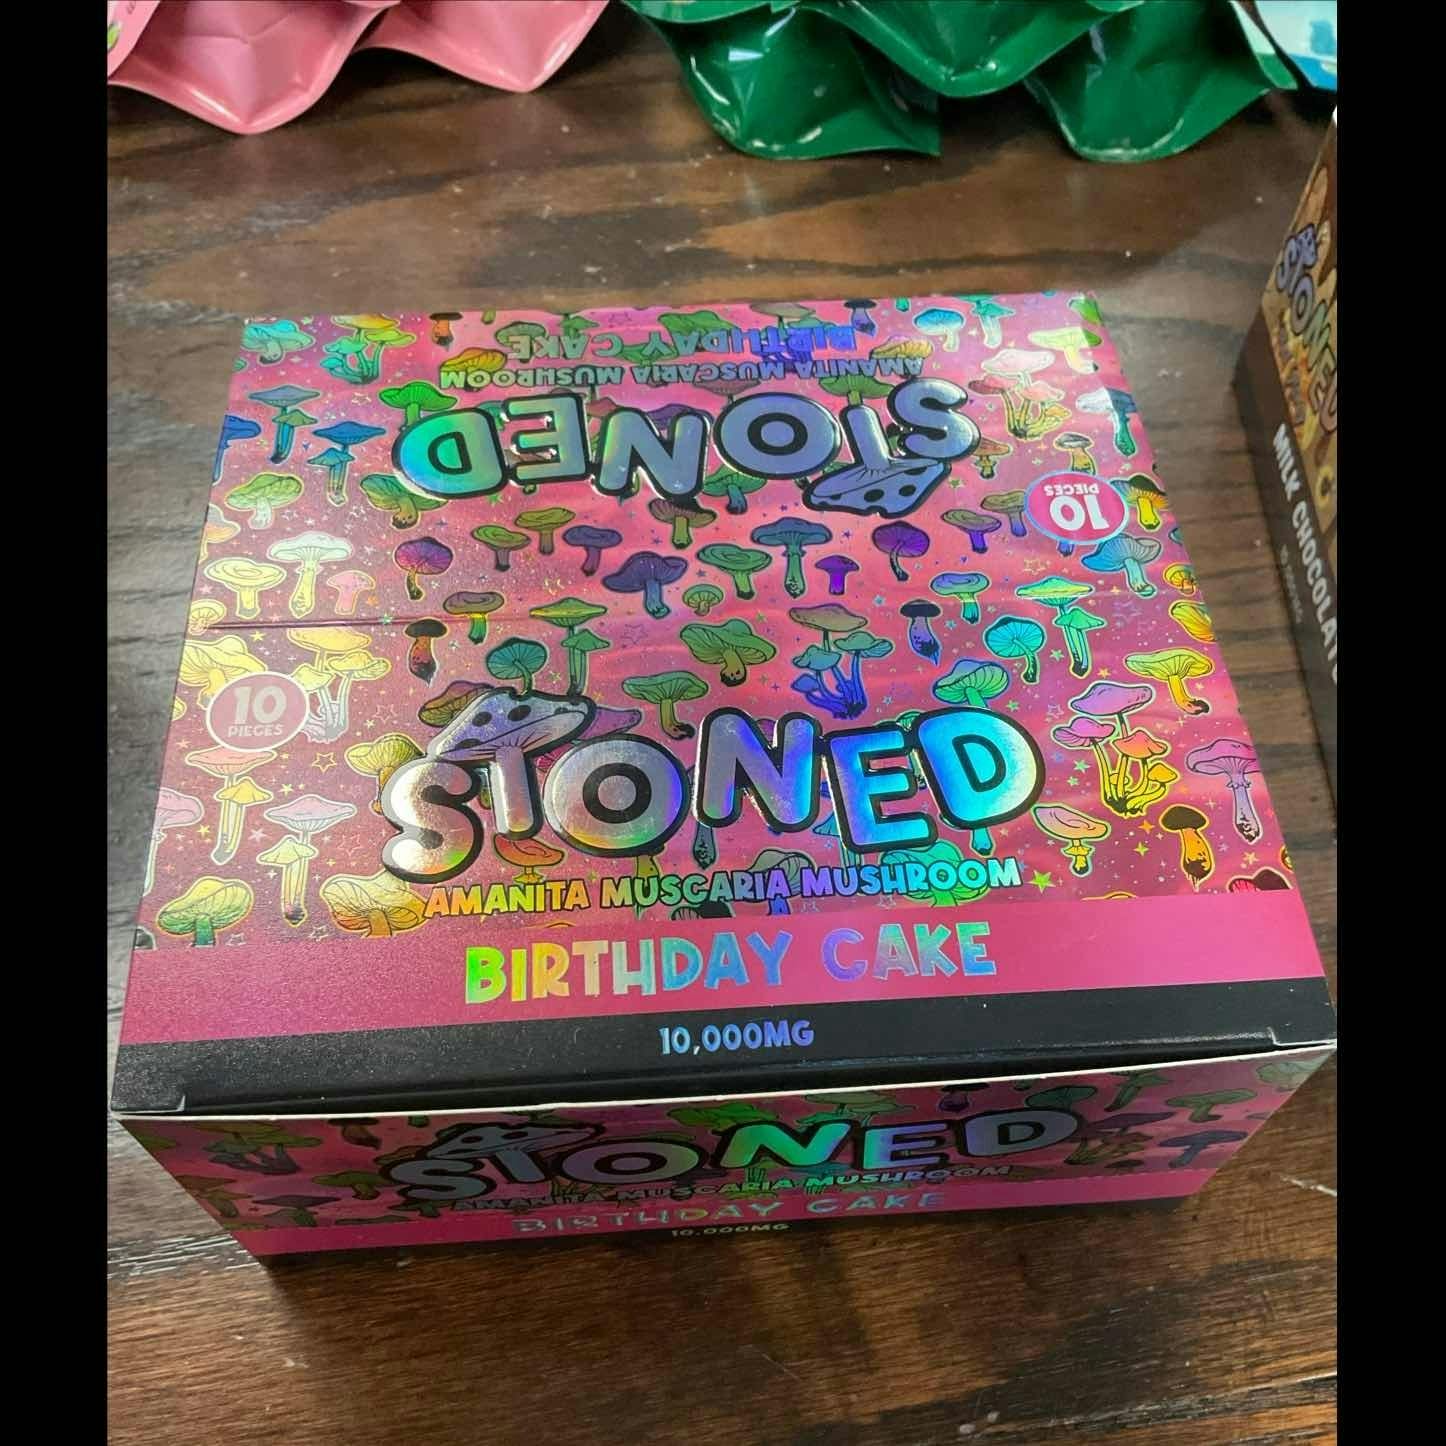 BIRTHDAY CAKE
AMANITA MUSCARIA MUSHROOM
STONED
10
PIECES
10
PIECES
STONED
AMANITA MUSCARIA MUSHROOM
BIRTHDAY CAKE
10,000MG
STONED
AMANITA MUSCARIA MUSHROOM
BIRTHDAY CAKE
10,000MG
STONED
MILK CHOCOLATE